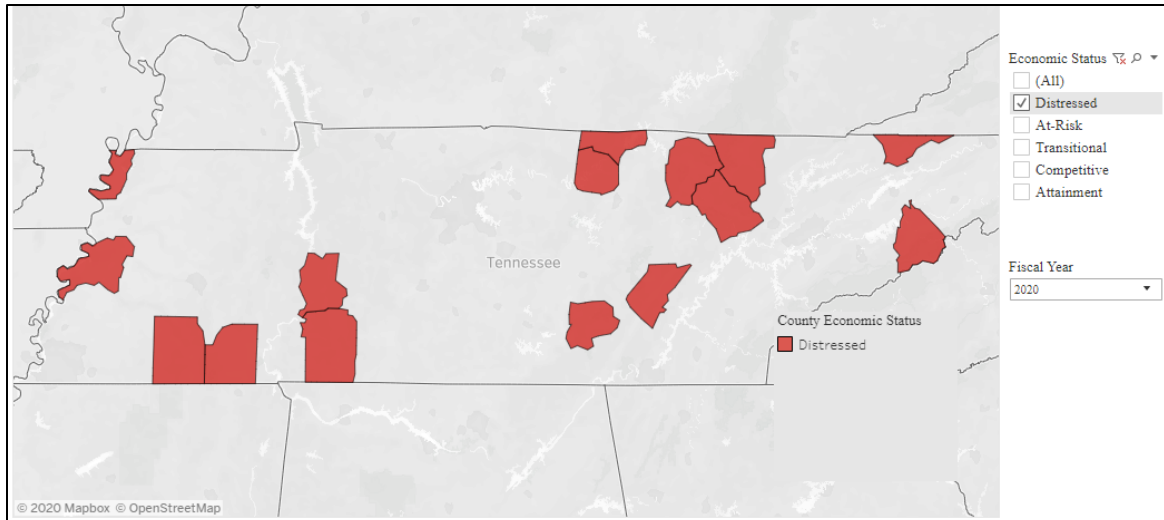 Economic Status
(All)
Distressed
At-Risk
Transitional
Competitive
Attainment
Tennessee
Fiscal Year
2020
County Economic Status
Distressed
© 2020 Mapbox © OpenStreetMap